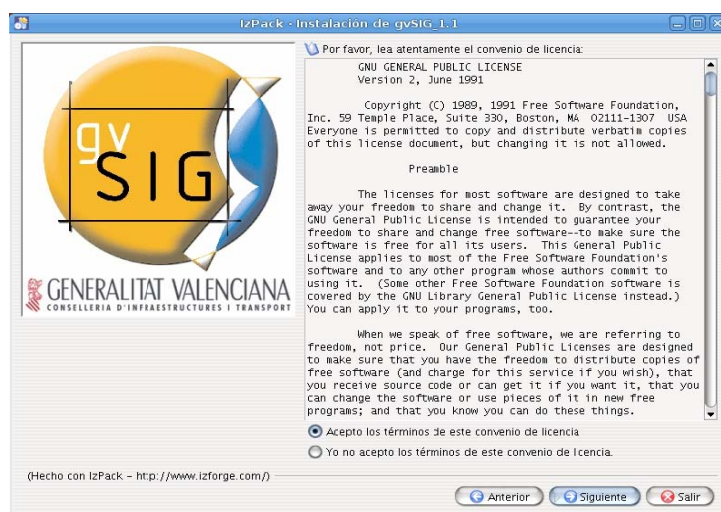 IzPack - Instalación de gvSIG_1.1
gv
SIG
GENERALITAT VALENCIANA
CONSELLERIA D'INFRAESTRUCTURES I TRANSPORT
Por favor, lea atentamente el convenio de licencia:
GNU GENERAL PUBLIC LICENSE
Version 2, June 1991
Copyright (C) 1989, 1991 Free Software Foundation,
Inc. 59 Temple Place, Suite 330, Boston, MA 02111-1307 USA
Everyone is permitted to copy and distribute verbatim copies
of this license document, but changing it is not allowed.
Preamble
The licenses for most software are designed to take
away your freedom to share and change it. By contrast, the
GNU General Public License is intended to guarantee your
freedom to share and change free software--to make sure the
software is free for all its users. This General Public
License applies to most of the Free Software Foundation's
software and to any other program whose authors commit to
using it. (Some other Free Software Foundation software is
covered by the GNU Library General Public License instead.)
You can apply it to your programs, too.
When we speak of free software, we are referring to
freedom, not price. Our General Public Licenses are designed
to make sure that you have the freedom to distribute copies of
free software (and charge for this service if you wish), that
you receive source code or can get it if you want it, that you
can change the software or use pieces of it in new free
programs; and that you know you can do these things.
Acepto los términos de este convenio de licencia
Yo no acepto los términos de este convenio de licencia.
(Hecho con IzPack - http://www.izforge.com/)
Anterior
Siguiente
Salir